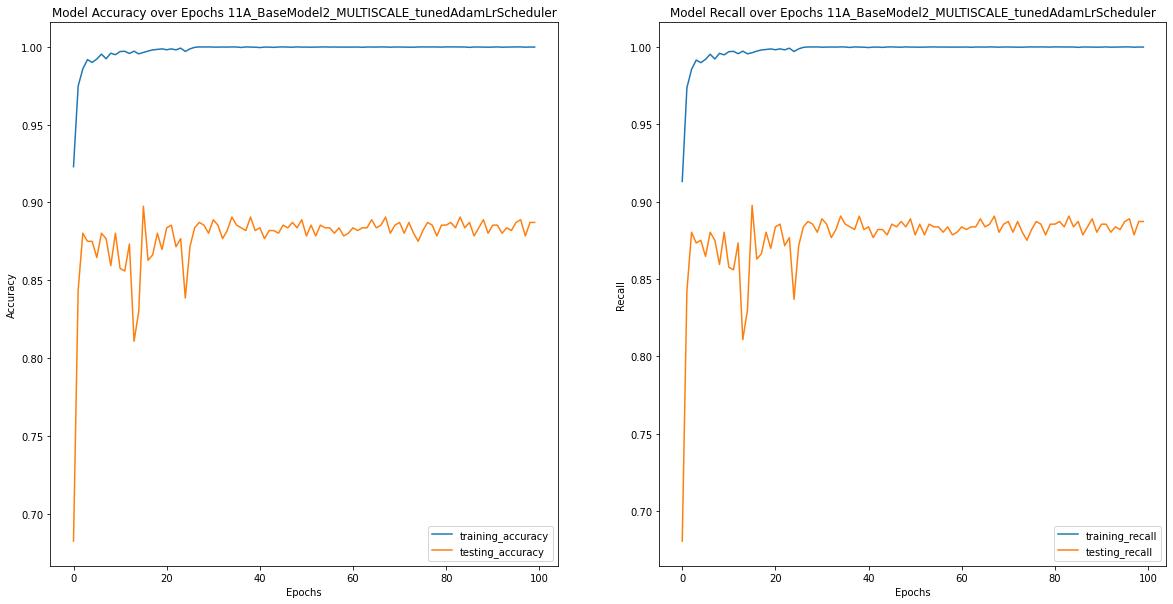 Model Accuracy over Epochs 11A_BaseModel2_MULTISCALE_tunedAdamLrScheduler
1.00
0.95
0.90
0.85
0.80
0.75
0.70
Accuracy
0 20 40 60 80 100
Epochs
training_accuracy
testing_accuracy
Model Recall over Epochs 11A_BaseModel2_MULTISCALE_tunedAdamLrScheduler
1.00
0.95
0.90
0.85
0.80
0.75
0.70
Recall
0 20 40 60 80 100
Epochs
training_recall
testing_recall